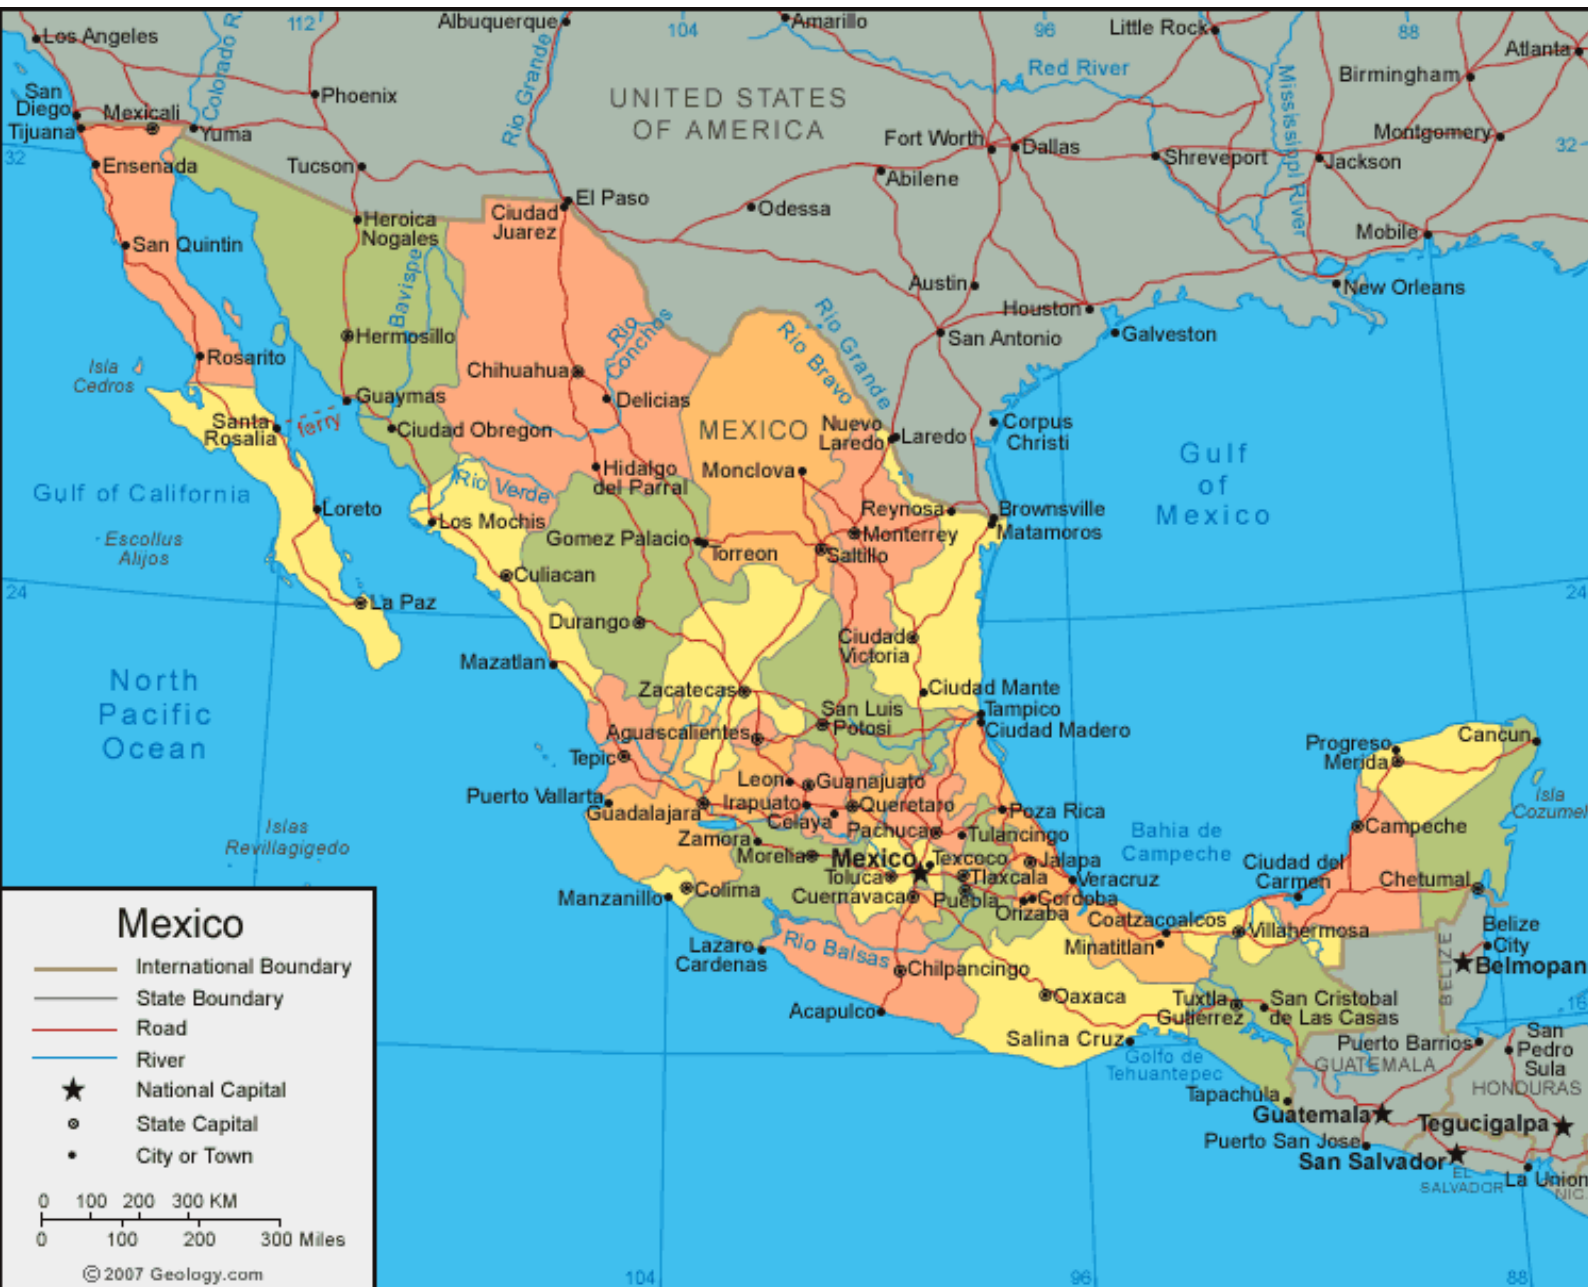 Los Angeles
112
Albuquerque
104
Amarillo
96
Little Rock
88
Atlanta
Colorado R.
Rio Grande
Red River
Mississippi River
Birmingham
San
Diego
Mexicali
Phoenix
UNITED STATES
OF AMERICA
Tijuana
Yuma
Fort Worth
Dallas
Montgomery
32
Ensenada
Tucson
Abilene
Shreveport
Jackson
32
El Paso
Ciudad
Juarez
Odessa
Heroica
Nogales
San Quintin
Mobile
Bavispe
Austin
New Orleans
Houston
Galveston
San Antonio
Hermosillo
Rio
Conchos
Rio Grande
Rio Bravo
Rosarito
Isla
Cedros
Chihuahua
Delicias
Guaymas
Santa
Rosalia
ferry
Ciudad Obregon
MEXICO
Nuevo
Laredo
Laredo
Corpus
Christi
Gulf
of
Mexico
Hidalgo
del Parral
Monclova
Rio Verde
Gulf of California
Loreto
Los Mochis
Reynosa
Brownsville
Matamoros
Escollus
Alijos
Gomez Palacio
Torreon
Monterrey
Saltillo
Culiacan
24
24
La Paz
Durango
Ciudad
Victoria
Mazatlan
North
Pacific
Ocean
Zacatecas
Ciudad Mante
Tampico
Ciudad Madero
San Luis
Potosi
Aguascalientes
Tepic
Leon
Guanajuato
Progreso
Merida
Cancun
Isla
Cozumel
Puerto Vallarta
Guadalajara
Irapuato
Queretaro
Celaya
Poza Rica
Pachuca
Tulancingo
Bahia de
Campeche
Campeche
Islas
Revillagigedo
Zamora
Morelia
Mexico
Texcoco
Jalapa
Toluca
Tlaxcala
Veracruz
Ciudad del
Carmen
Chetumal
Manzanillo
Colima
Cuernavaca
Puebla
Cordoba
Orizaba
Coatzacoalcos
Minatitlan
Villahermosa
Belize
City
BELIZE
Belmopan
Lazaro
Cardenas
Rio Balsas
Chilpancingo
Acapulco
Oaxaca
Tuxtla
Gutierrez
San Cristobal
de Las Casas
16
Salina Cruz
Golfo de
Tehuantepec
Puerto Barrios
GUATEMALA
San
Pedro
Sula
HONDURAS
Tapachula
Guatemala
Tegucigalpa
Puerto San Jose
San Salvador
EL
SALVADOR
La Union
NIC.
Mexico
International Boundary
State Boundary
Road
River
National Capital
State Capital
City or Town
0 100 200 300 KM
0 100 200 300 Miles
© 2007 Geology.com
104
96
88